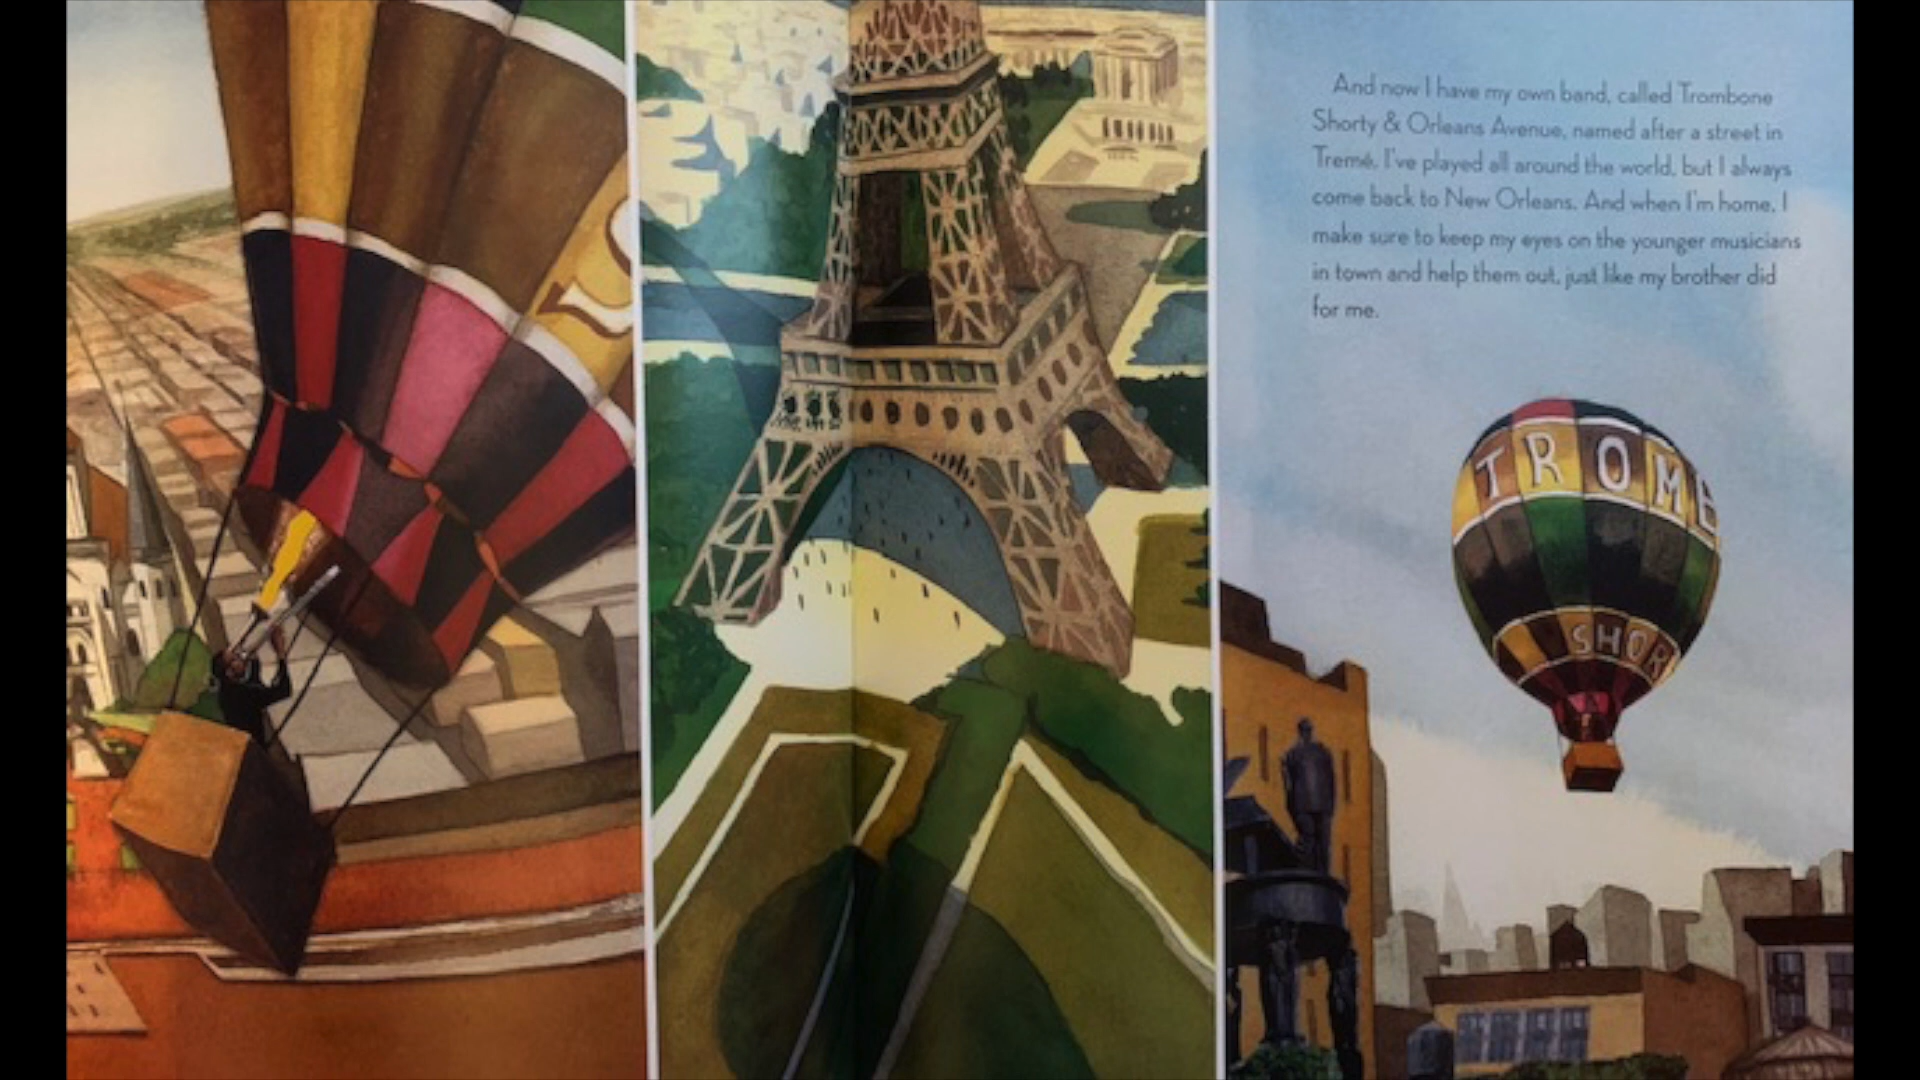 And now I have my own band, called Trombone
Shorty & Orleans Avenue, named after a street in
Tremé. I've played all around the world, but I always
come back to New Orleans. And when I'm home, I
make sure to keep my eyes on the younger musicians
in town and help them out, just like my brother did
for me.
TROMB
SHOR